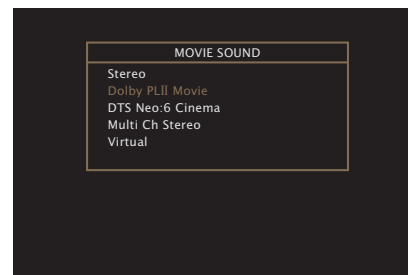 MOVIE SOUND
Stereo
Dolby PLⅡ Movie
DTS Neo:6 Cinema
Multi Ch Stereo
Virtual